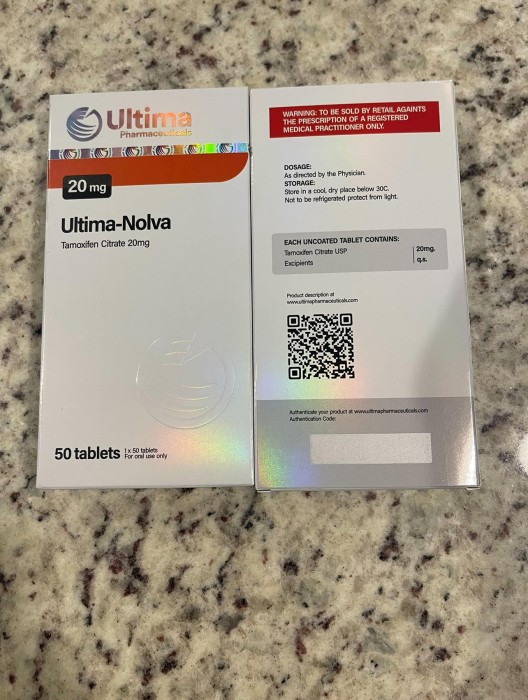 Ultima
Pharmaceuticals
20 mg
Ultima-Nolva
Tamoxifen Citrate 20mg
50 tablets
1 x 50 tablets
For oral use only
WARNING: TO BE SOLD BY RETAIL AGAINTS
THE PRESCRIPTION OF A REGISTERED
MEDICAL PRACTITIONER ONLY.
DOSAGE:
As directed by the Physician.
STORAGE:
Store in a cool, dry place below 30C.
Not to be refrigerated protect from light.
EACH UNCOATED TABLET CONTAINS:
Tamoxifen Citrate USP 20mg.
Excipients q.s.
Product description at
www.ultimapharmaceuticals.com
Authenticate your product at www.ultimapharmaceuticals.com
Authentication Code: